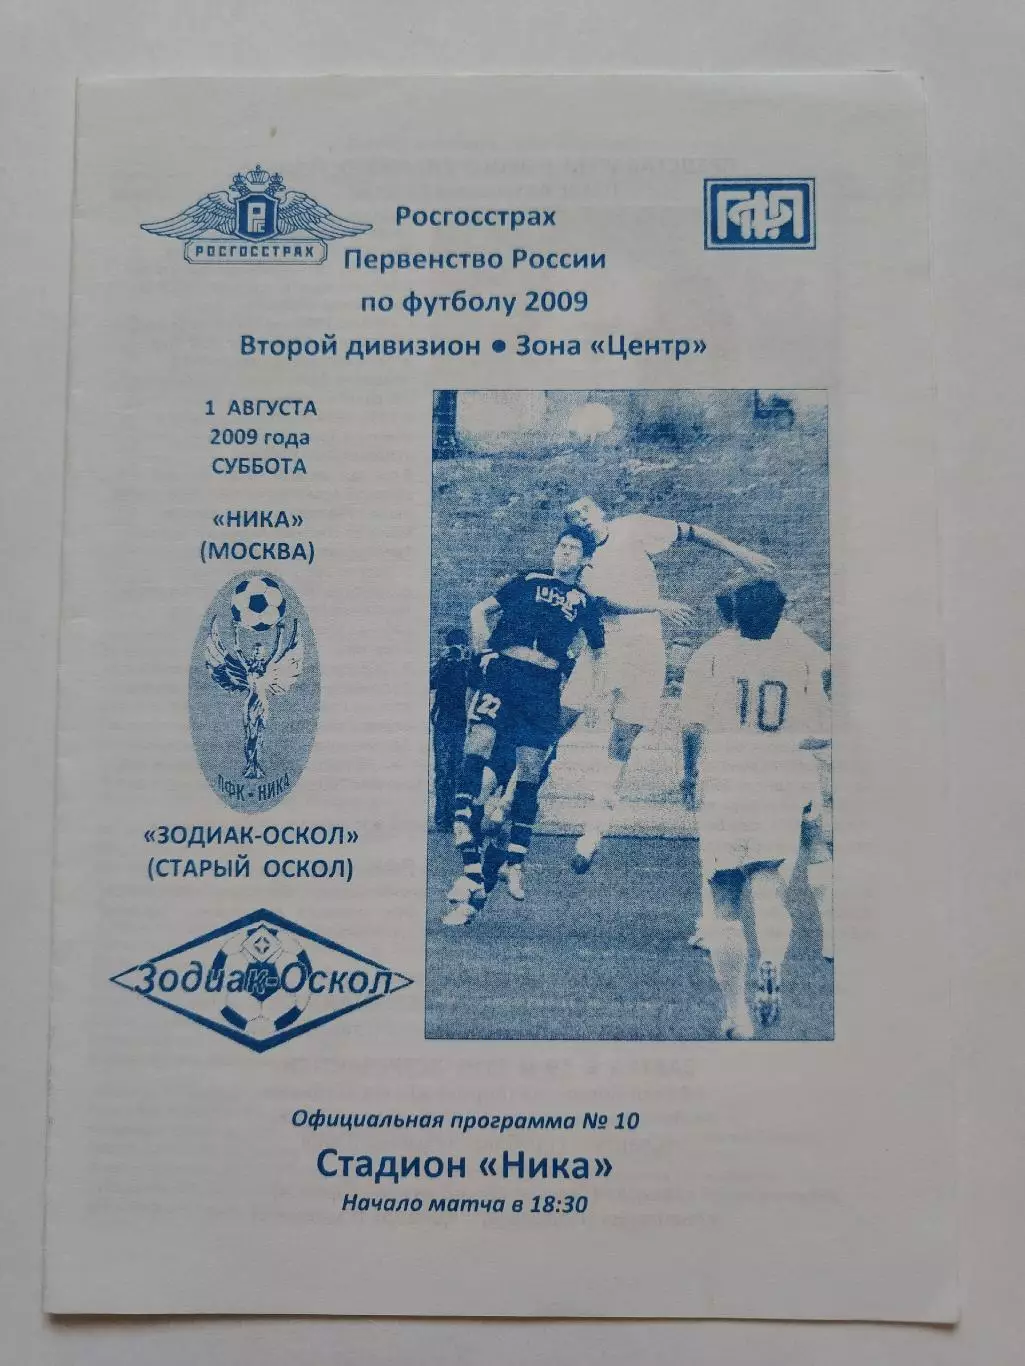 РОСГОССТРАХ
ПФЛ
Росгосстрах
Первенство России
по футболу 2009
Второй дивизион ● Зона «Центр»
1 АВГУСТА
2009 года
СУББОТА
«НИКА»
(МОСКВА)
ПФК-НИКА
«ЗОДИАК-ОСКОЛ»
(СТАРЫЙ ОСКОЛ)
Зодиак-Оскол
22
10
Официальная программа № 10
Стадион «Ника»
Начало матча в 18:30